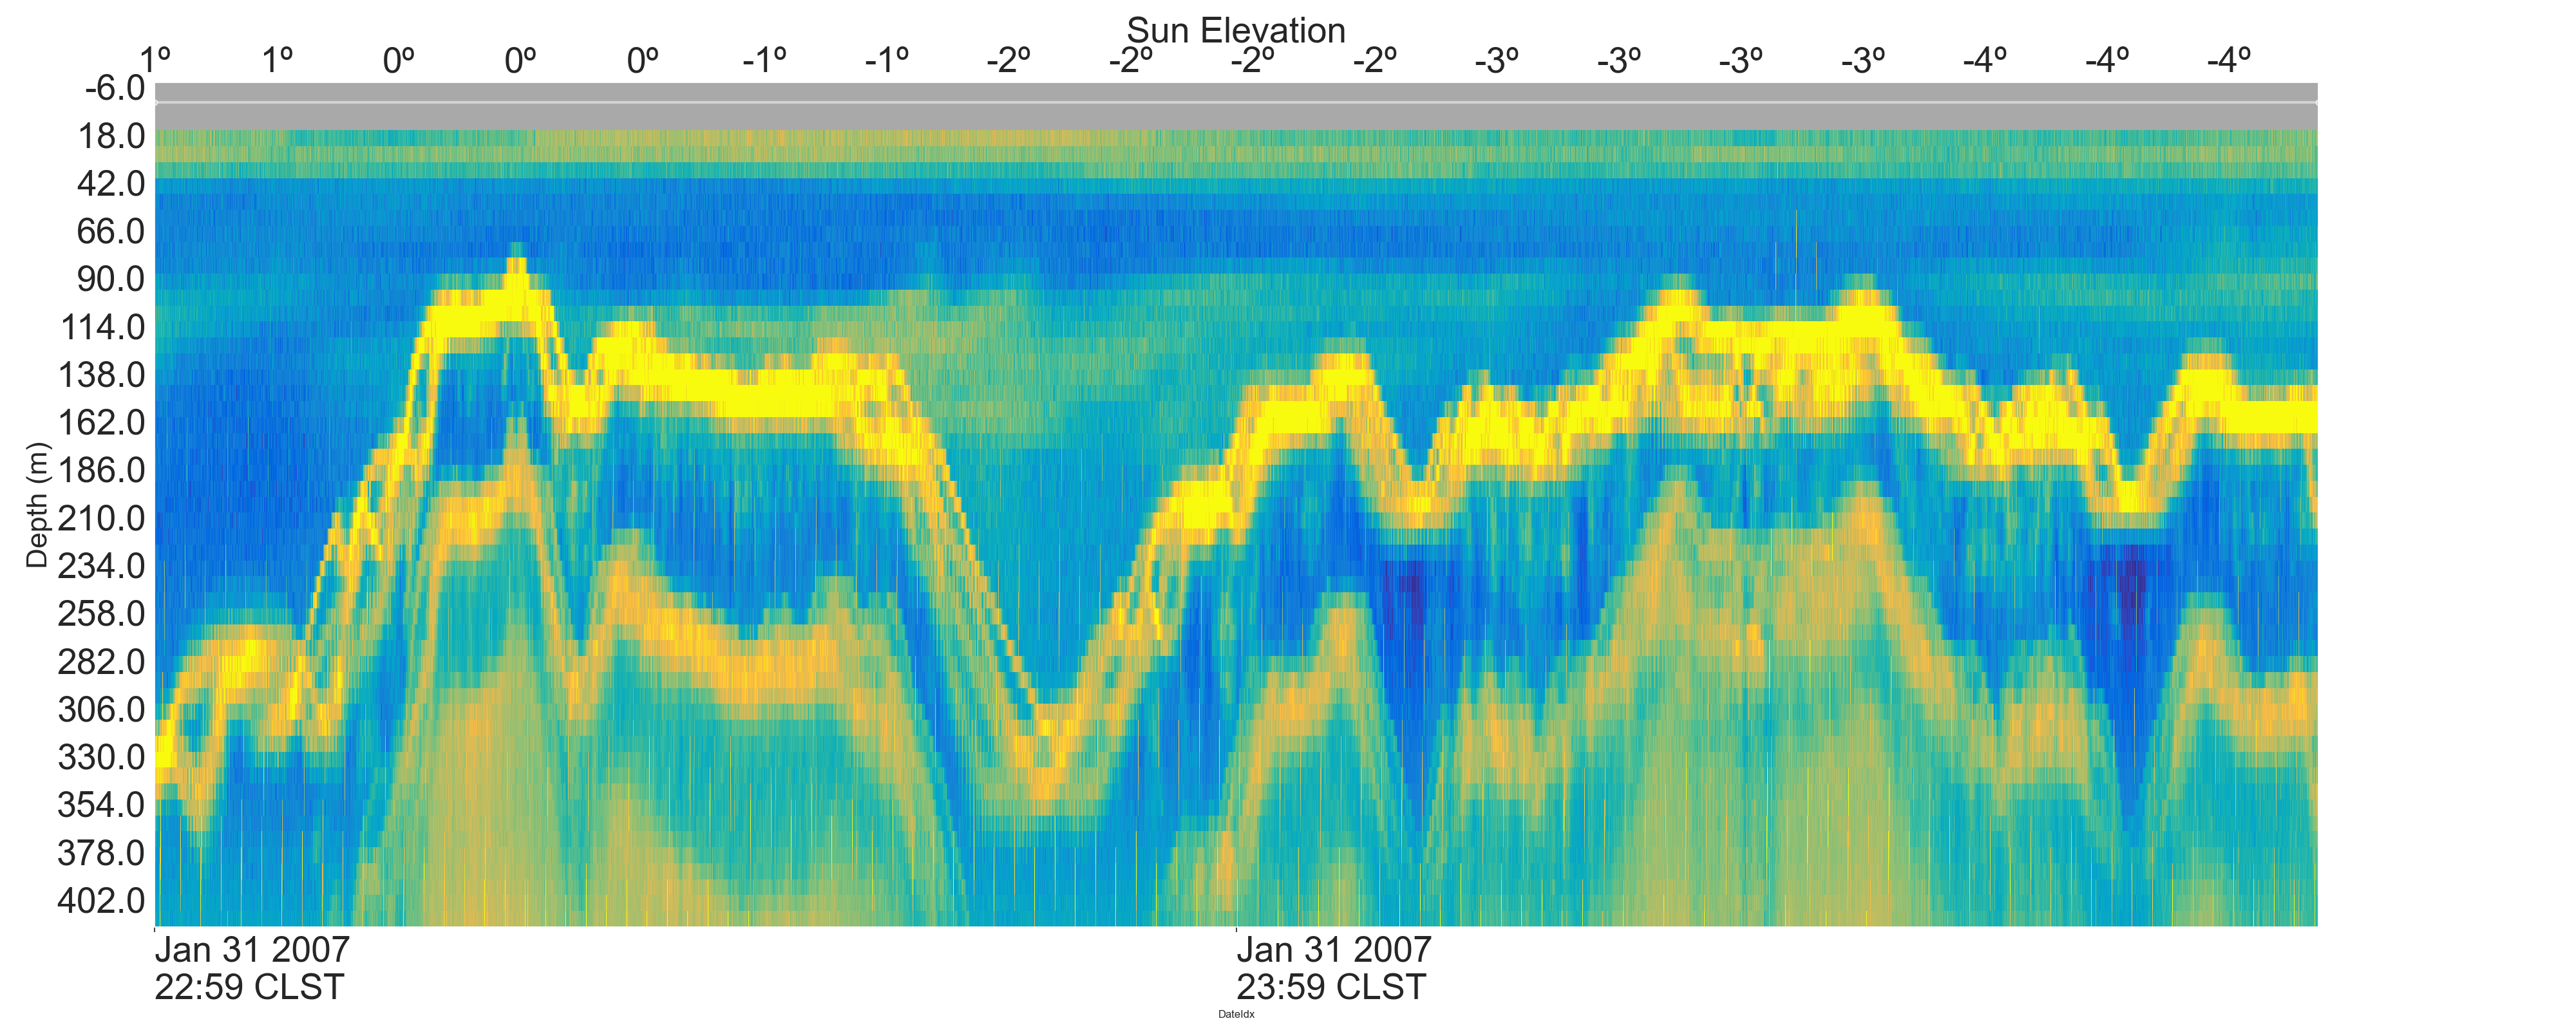 Sun Elevation
1º 1º 0º 0º 0º -1º -1º -2º -2º -2º -2º -3º -3º -3º -3º -4º -4º -4º
-6.0
18.0
42.0
66.0
90.0
114.0
138.0
162.0
186.0
210.0
234.0
258.0
282.0
306.0
330.0
354.0
378.0
402.0
Depth (m)
Jan 31 2007
22:59 CLST
Jan 31 2007
23:59 CLST
DateIdx